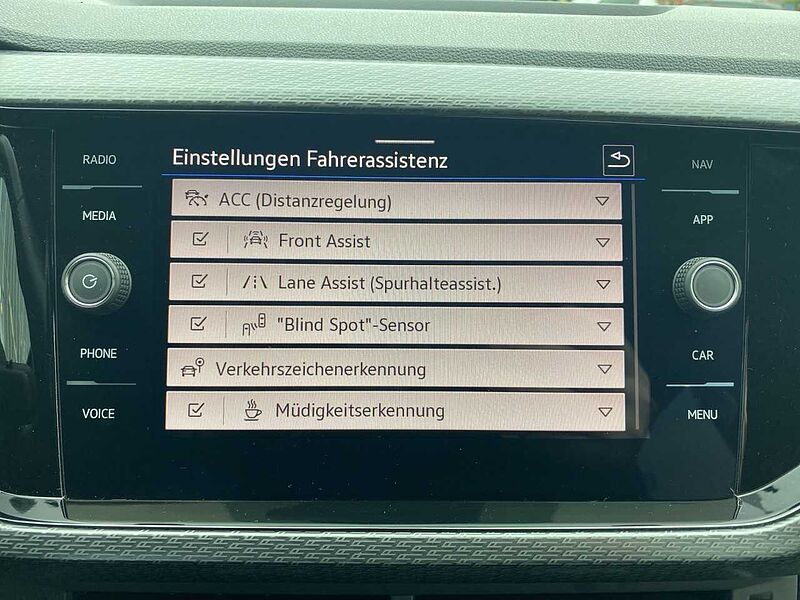 Einstellungen Fahrerassistenz
RADIO
MEDIA
PHONE
VOICE
ACC (Distanzregelung)
Front Assist
Lane Assist (Spurhalteassist.)
"Blind Spot"-Sensor
Verkehrszeichenerkennung
Müdigkeitserkennung
NAV
APP
CAR
MENU